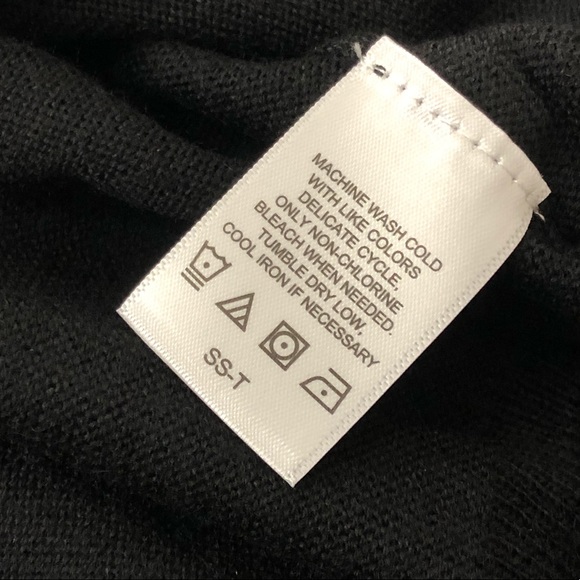 MACHINE WASH COLD
WITH LIKE COLORS
DELICATE CYCLE,
ONLY NON-CHLORINE
BLEACH WHEN NEEDED.
TUMBLE DRY LOW,
COOL IRON IF NECESSARY
SS-T